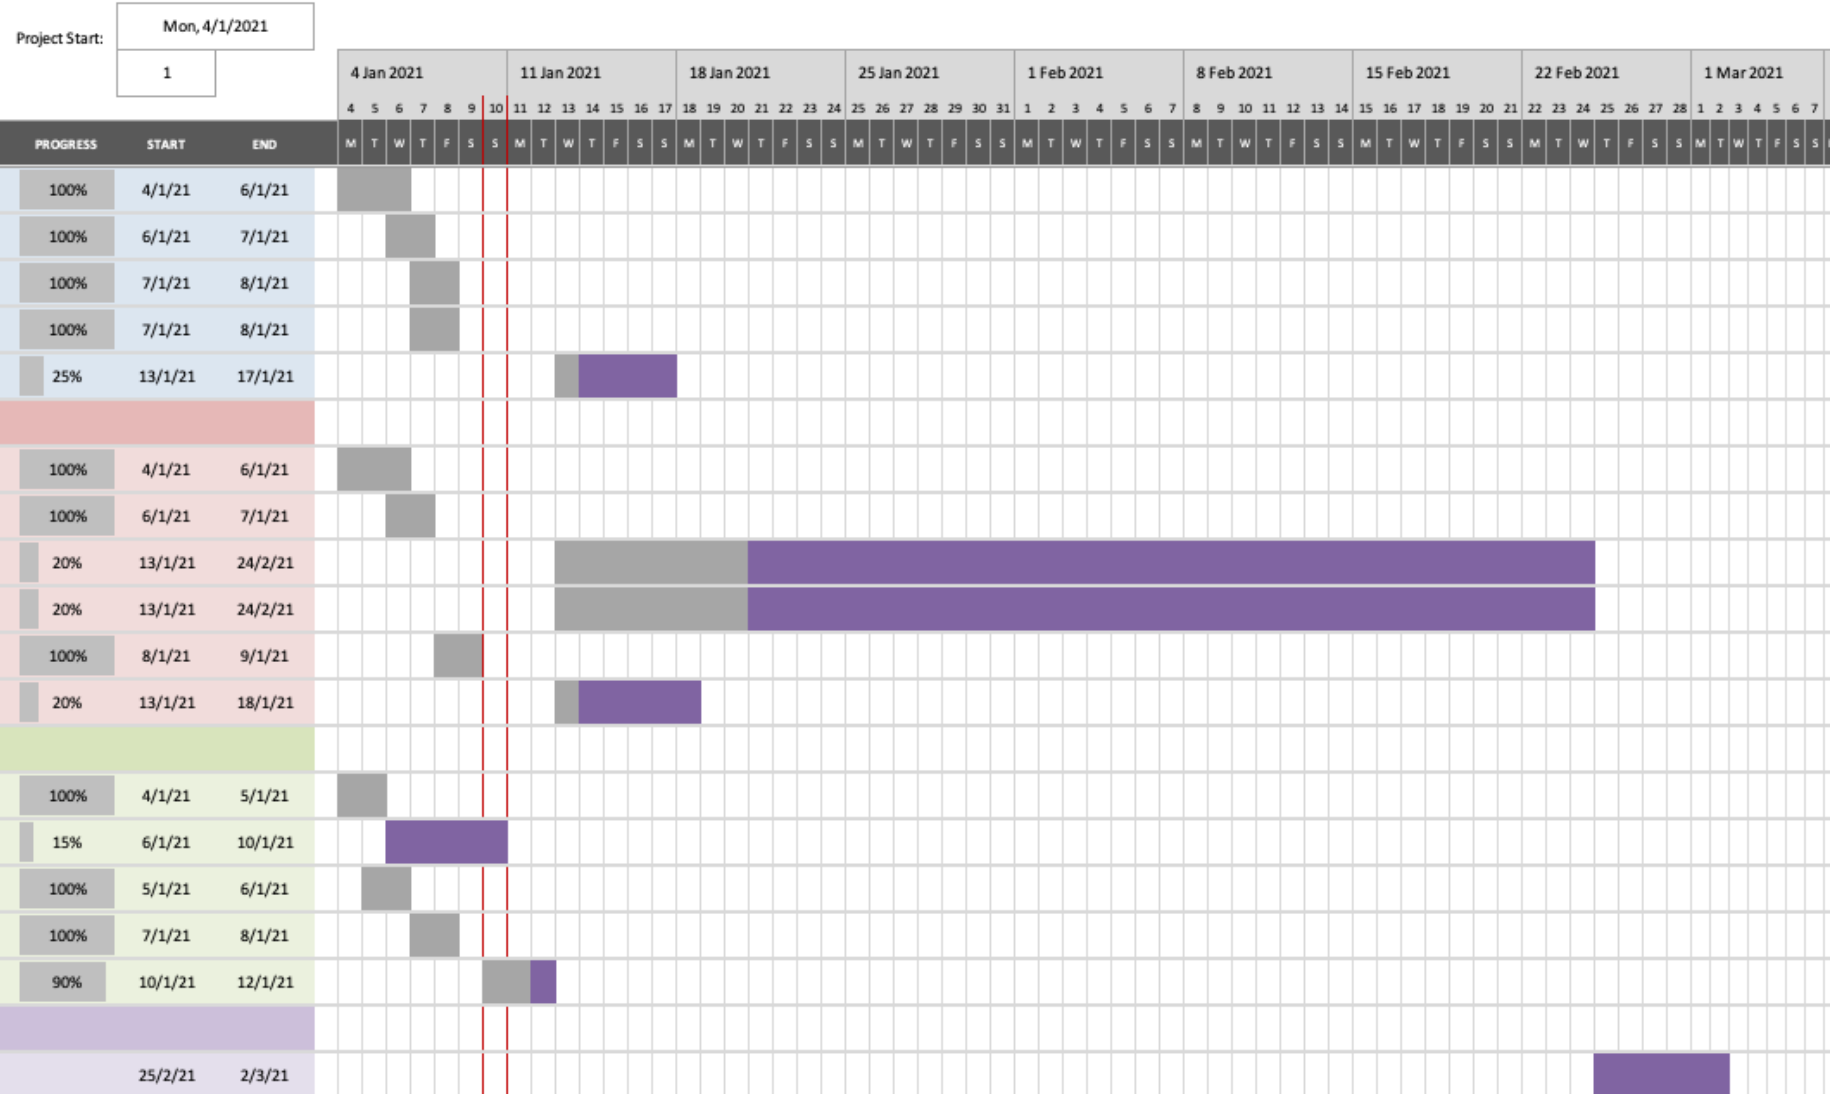 Mon, 4/1/2021
Project Start:
1
4 Jan 2021 11 Jan 2021 18 Jan 2021 25 Jan 2021 1 Feb 2021 8 Feb 2021 15 Feb 2021 22 Feb 2021 1 Mar 2021
4 5 6 7 8 9 10 11 12 13 14 15 16 17 18 19 20 21 22 23 24 25 26 27 28 29 30 31 1 2 3 4 5 6 7 8 9 10 11 12 13 14 15 16 17 18 19 20 21 22 23 24 25 26 27 28 1 2 3 4 5 6 7
PROGRESS START END M T W T F S S M T W T F S S M T W T F S S M T W T F S S M T W T F S S M T W T F S S M T W T F S S M T W T F S S M T W T F S S
100% 4/1/21 6/1/21
100% 6/1/21 7/1/21
100% 7/1/21 8/1/21
100% 7/1/21 8/1/21
25% 13/1/21 17/1/21
100% 4/1/21 6/1/21
100% 6/1/21 7/1/21
20% 13/1/21 24/2/21
20% 13/1/21 24/2/21
100% 8/1/21 9/1/21
20% 13/1/21 18/1/21
100% 4/1/21 5/1/21
15% 6/1/21 10/1/21
100% 5/1/21 6/1/21
100% 7/1/21 8/1/21
90% 10/1/21 12/1/21
25/2/21 2/3/21